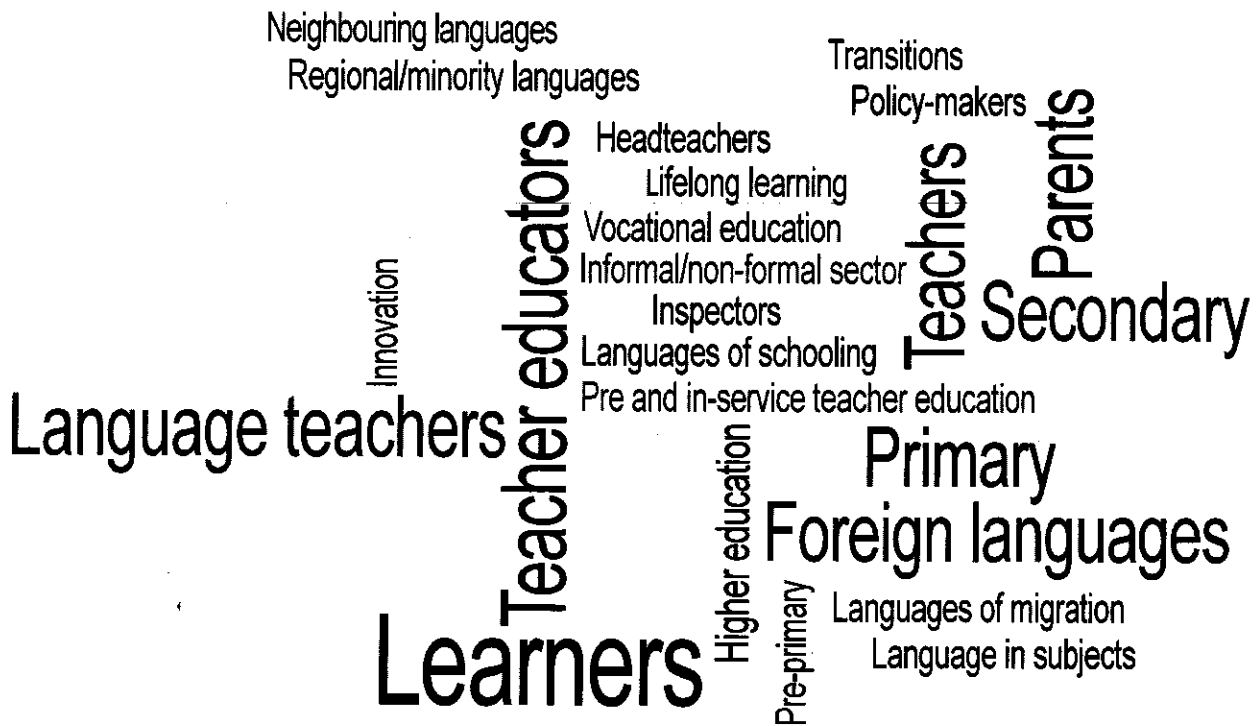 Neighbouring languages
Regional/minority languages
Transitions
Policy-makers
Parents
Headteachers
Teacher educators
Teachers
Lifelong learning
Vocational education
Informal/non-formal sector
Innovation
Inspectors
Secondary
Languages of schooling
Pre and in-service teacher education
Language teachers
Primary
Higher education
Foreign languages
Pre-primary
Languages of migration
Learners
Language in subjects